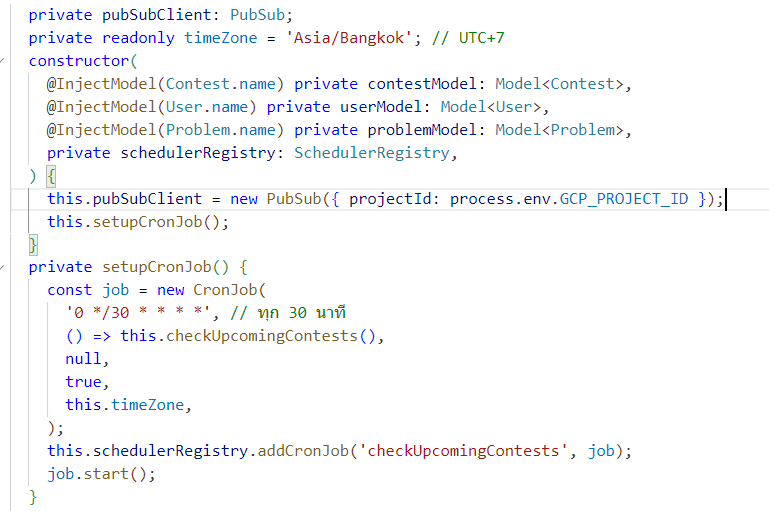 private pubSubClient: PubSub;
private readonly timeZone = 'Asia/Bangkok'; // UTC+7
constructor(
@InjectModel(Contest.name) private contestModel: Model<Contest>,
@InjectModel(User.name) private userModel: Model<User>,
@InjectModel(Problem.name) private problemModel: Model<Problem>,
private schedulerRegistry: SchedulerRegistry,
) {
this.pubSubClient = new PubSub({ projectId: process.env.GCP_PROJECT_ID });
this.setupCronJob();
}
private setupCronJob() {
const job = new CronJob(
'0 */30 * * * *', // ทุก 30 นาที
() => this.checkUpcomingContests(),
null,
true,
this.timeZone,
);
this.schedulerRegistry.addCronJob('checkUpcomingContests', job);
job.start();
}